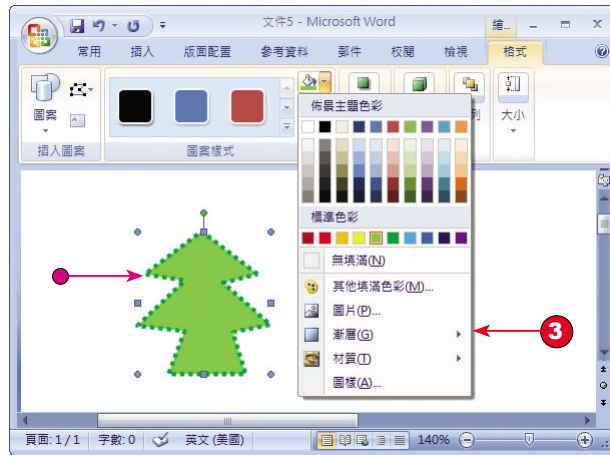 文件5 - Microsoft Word
繪...
常用 插入 版面配置 參考資料 郵件 校閱 檢視 格式
圖案
大小
插入圖案 圖案樣式
佈景主題色彩
標準色彩
無填滿(N)
其他填滿色彩(M)...
圖片(P)...
漸層(G)
材質(T)
圖樣(A)...
3
頁面: 1/1 字數: 0 英文 (美國) 140%